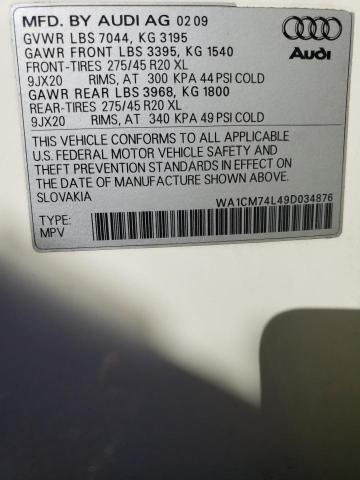 MFD. BY AUDI AG 02 09
GVWR LBS 7044, KG 3195
GAWR FRONT LBS 3395, KG 1540
FRONT-TIRES 275/45 R20 XL
9JX20 RIMS, AT 300 KPA 44 PSI COLD
GAWR REAR LBS 3968, KG 1800
REAR-TIRES 275/45 R20 XL
9JX20 RIMS, AT 340 KPA 49 PSI COLD
Audi
THIS VEHICLE CONFORMS TO ALL APPLICABLE
U.S. FEDERAL MOTOR VEHICLE SAFETY AND
THEFT PREVENTION STANDARDS IN EFFECT ON
THE DATE OF MANUFACTURE SHOWN ABOVE.
SLOVAKIA
WA1CM74L49D034876
TYPE:
MPV